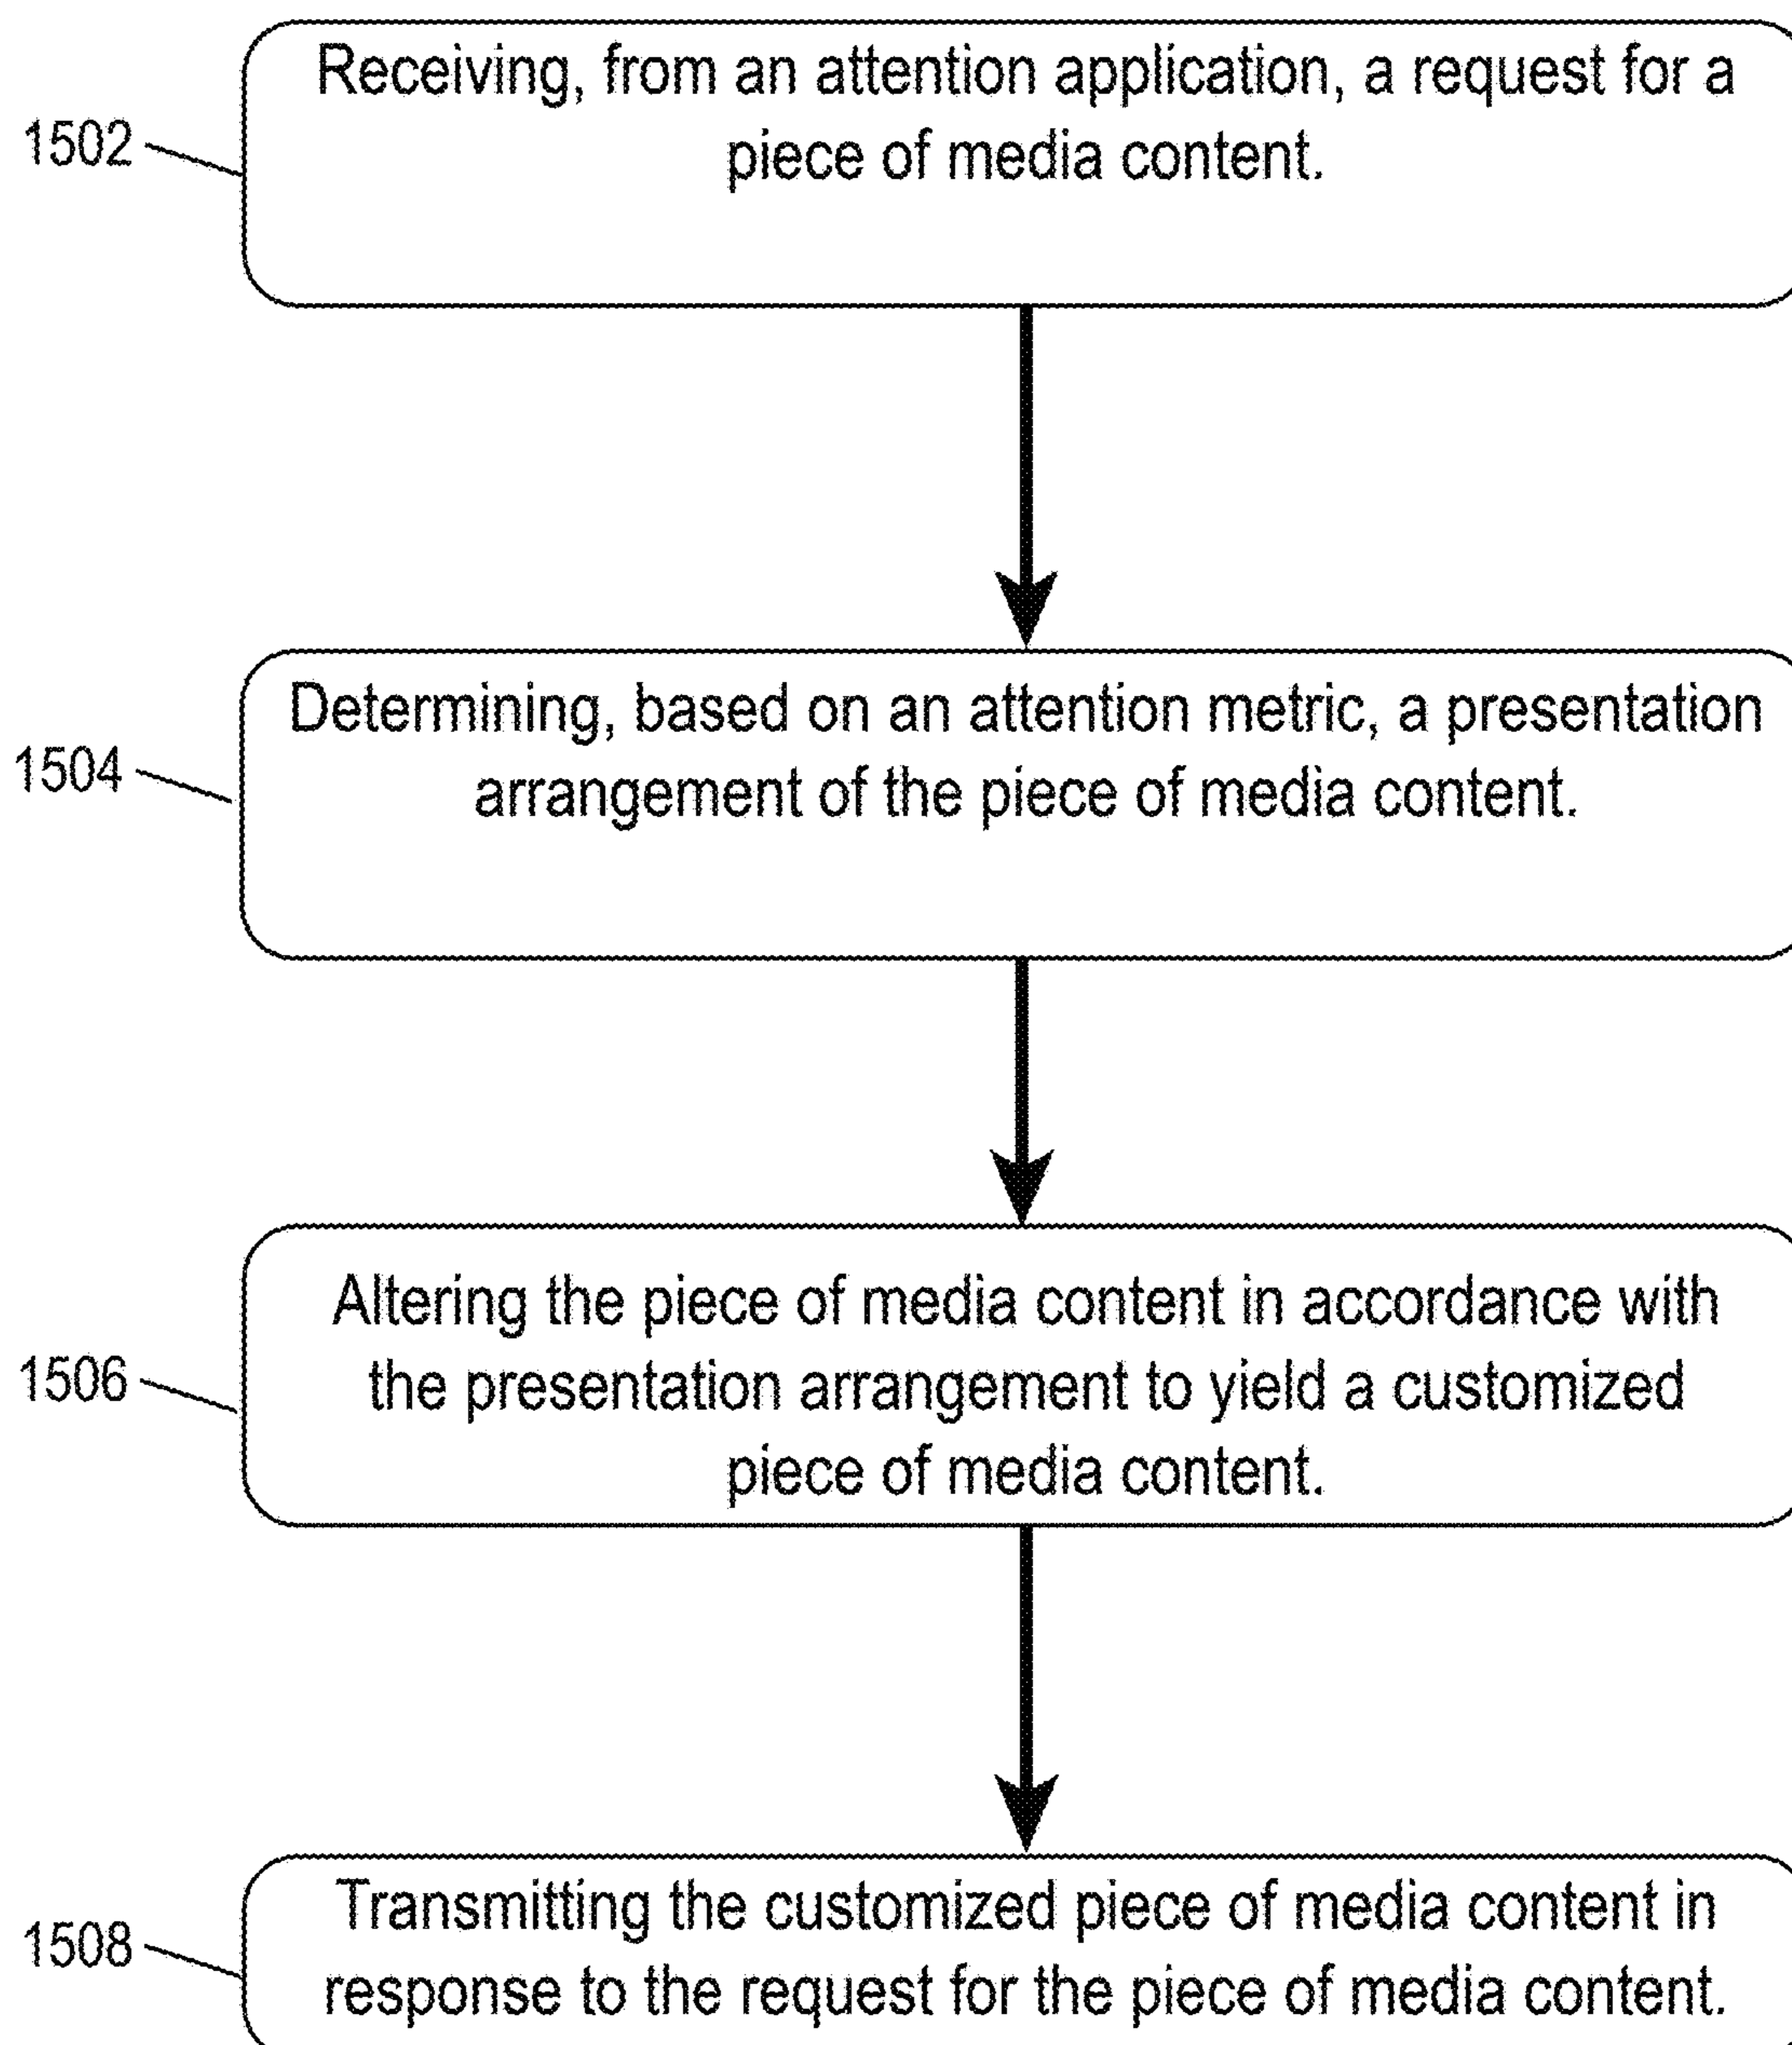 Receiving, from an attention application, a request for a
piece of media content.
1502
Determining, based on an attention metric, a presentation
arrangement of the piece of media content.
1504
Altering the piece of media content in accordance with
the presentation arrangement to yield a customized
piece of media content.
1506
Transmitting the customized piece of media content in
response to the request for the piece of media content.
1508